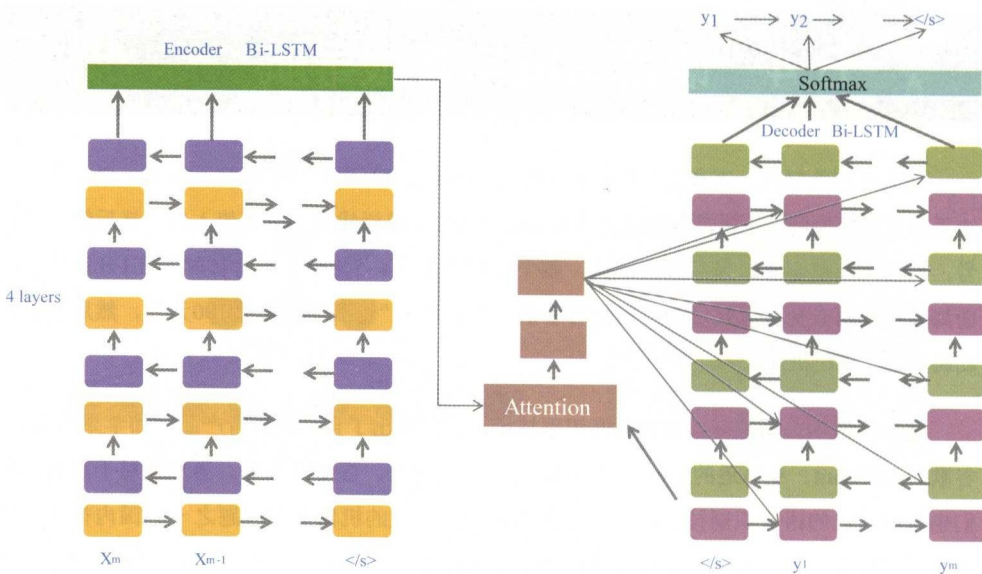 y1 y2 </s>
Encoder Bi-LSTM
Softmax
Decoder Bi-LSTM
4 layers
Attention
Xm Xm-1 </s>
</s> y1 ym